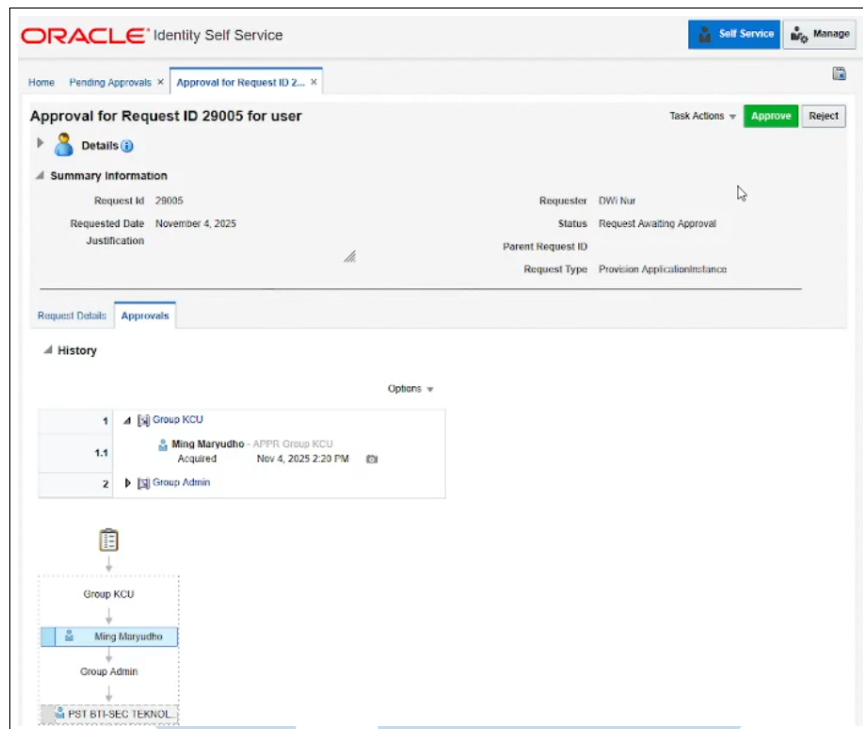 ORACLE Identity Self Service
Self Service
Manage
Home Pending Approvals × Approval for Request ID 2... ×
Approval for Request ID 29005 for user
Task Actions Approve Reject
Details
Summary Information
Request Id 29005
Requester DWi Nur
Requested Date November 4, 2025
Status Request Awaiting Approval
Justification
Parent Request ID
Request Type Provision ApplicationInstance
Request Details Approvals
History
Options
1 Group KCU
1.1 Ming Maryudho - APPR Group KCU
Acquired Nov 4, 2025 2:20 PM
2 Group Admin
Group KCU
Ming Maryudho
Group Admin
PST BTI-SEC TEKNOL...